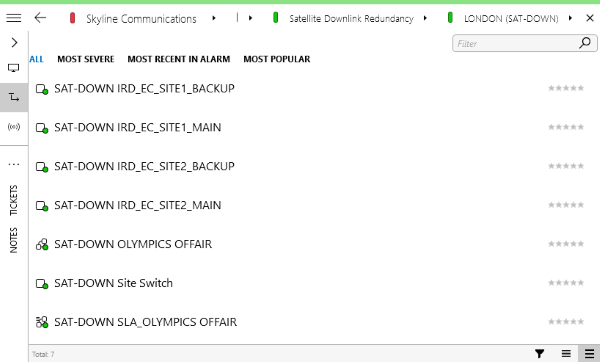 Skyline Communications Satellite Downlink Redundancy LONDON (SAT-DOWN)
Filter
ALL MOST SEVERE MOST RECENT IN ALARM MOST POPULAR
SAT-DOWN IRD_EC_SITE1_BACKUP
SAT-DOWN IRD_EC_SITE1_MAIN
SAT-DOWN IRD_EC_SITE2_BACKUP
SAT-DOWN IRD_EC_SITE2_MAIN
SAT-DOWN OLYMPICS OFFAIR
SAT-DOWN Site Switch
SAT-DOWN SLA_OLYMPICS OFFAIR
TICKETS
NOTES
Total: 7